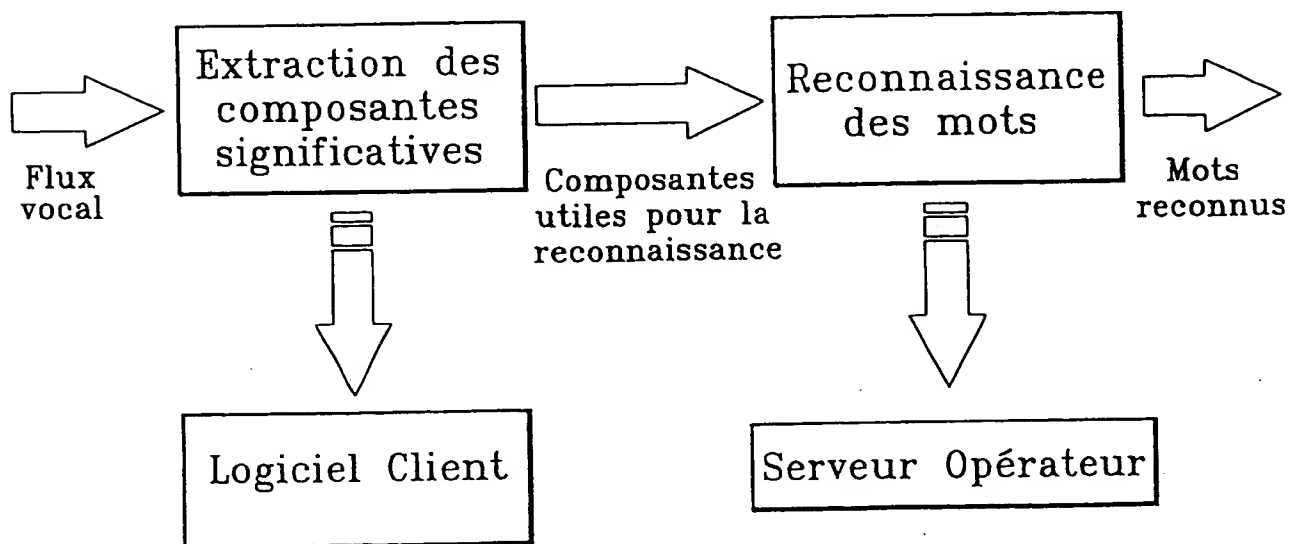 Extraction des
composantes
significatives
Reconnaissance
des mots
Flux
vocal
Composantes
utiles pour la
reconnaissance
Mots
reconnus
Logiciel Client
Serveur Opérateur